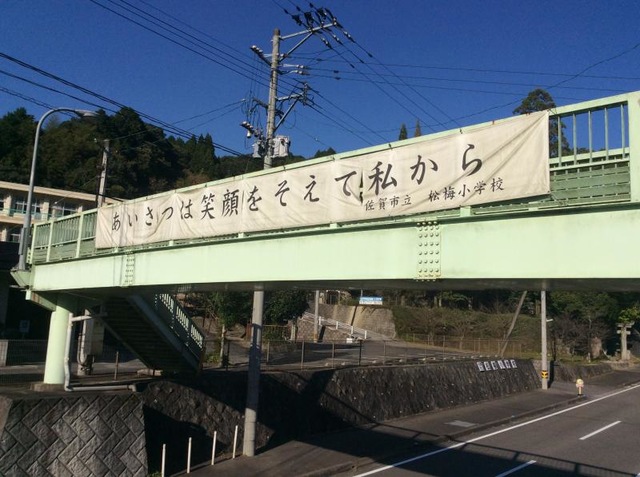 あいさつは笑顔をそえて私から
佐賀市立 松梅小学校